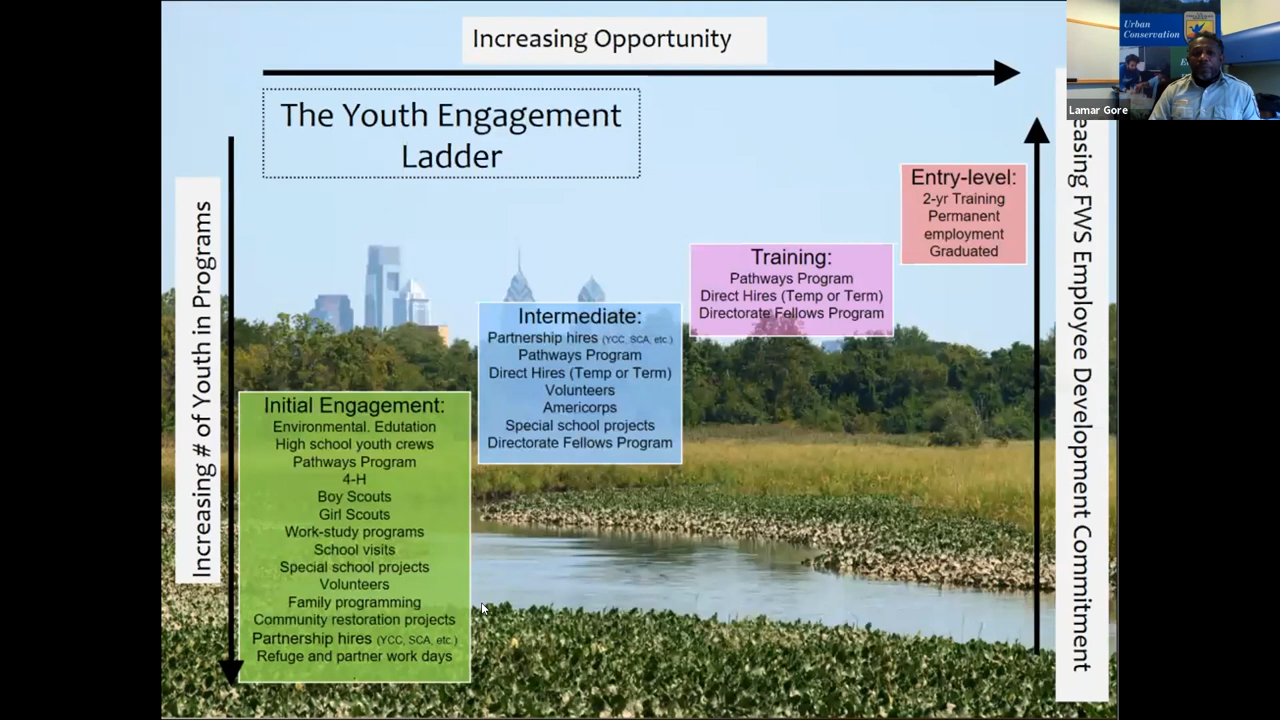 Increasing Opportunity
The Youth Engagement
Ladder
Increasing # of Youth in Programs
Initial Engagement:
Environmental. Edutation
High school youth crews
Pathways Program
4-H
Boy Scouts
Girl Scouts
Work-study programs
School visits
Special school projects
Volunteers
Family programming
Community restoration projects
Partnership hires (YCC, SCA, etc.)
Refuge and partner work days
Intermediate:
Partnership hires (YCC, SCA, etc.)
Pathways Program
Direct Hires (Temp or Term)
Volunteers
Americorps
Special school projects
Directorate Fellows Program
Training:
Pathways Program
Direct Hires (Temp or Term)
Directorate Fellows Program
Entry-level:
2-yr Training
Permanent
employment
Graduated
easing FWS Employee Development Commitment
Urban
Conservation
Lamar Gore